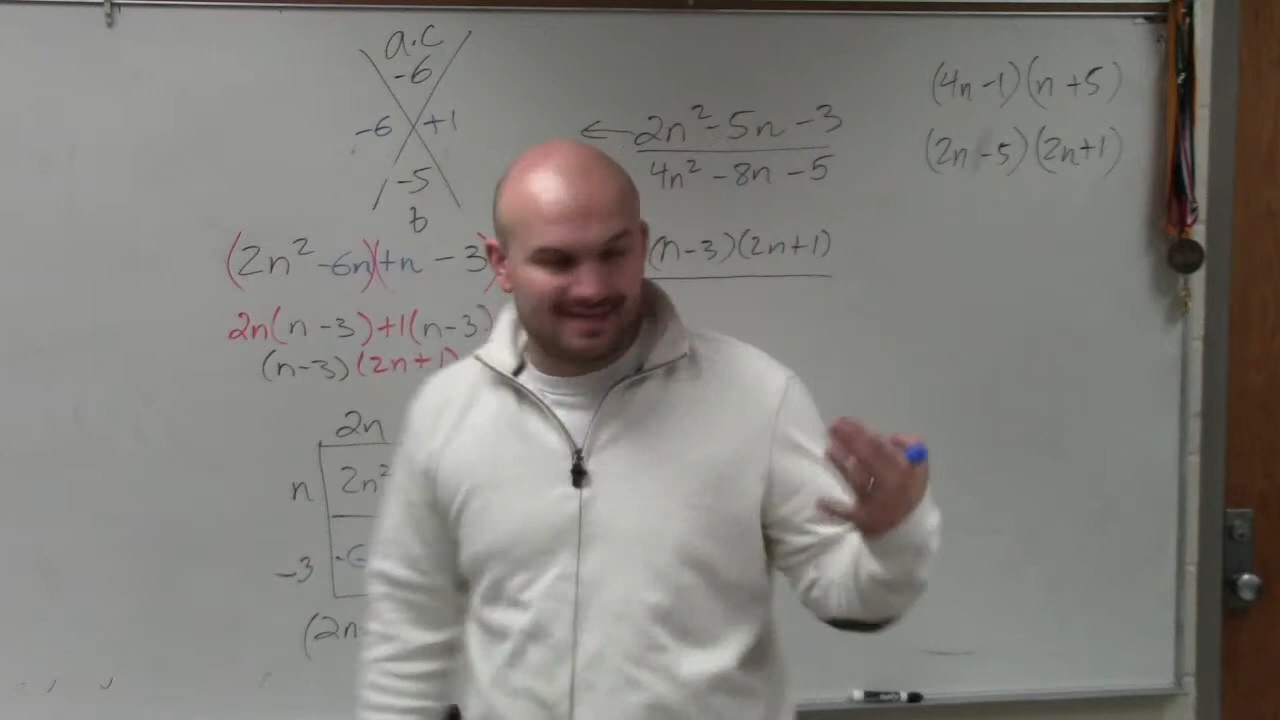 a.c
-6
-6 +1
-5
b
(2n² -6n)(+n - 3)
2n(n - 3)+1(n-3)
(n-3)(2n+1)
2n
n 2n²
-3
(2n
← 2n² - 5n - 3
4n² - 8n - 5
(n-3)(2n+1)
(4n -1)(n +5)
(2n -5)(2n+1)